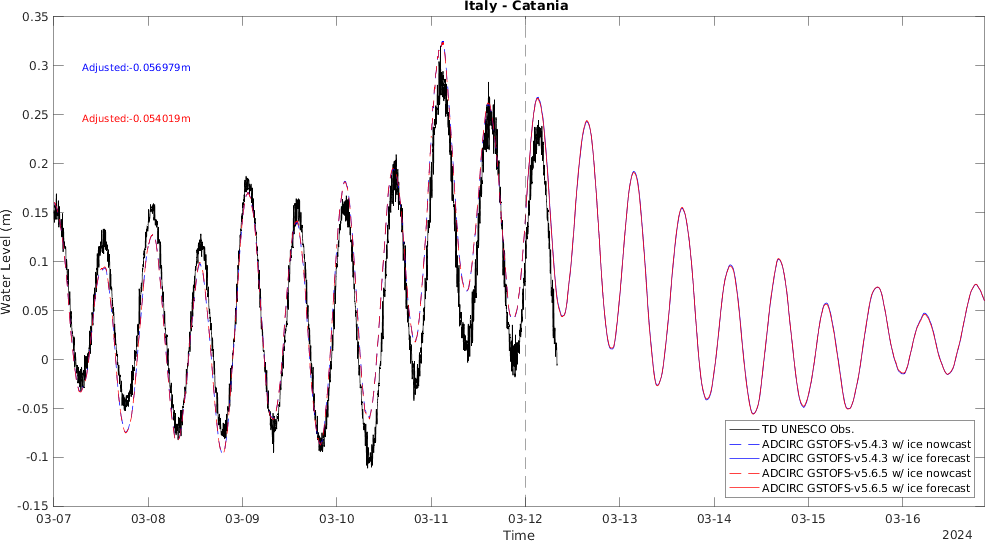 Italy - Catania
0.35
0.3
0.25
0.2
0.15
0.1
0.05
0
-0.05
-0.1
-0.15
Water Level (m)
Adjusted:-0.056979m
Adjusted:-0.054019m
TD UNESCO Obs.
ADCIRC GSTOFS-v5.4.3 w/ ice nowcast
ADCIRC GSTOFS-v5.4.3 w/ ice forecast
ADCIRC GSTOFS-v5.6.5 w/ ice nowcast
ADCIRC GSTOFS-v5.6.5 w/ ice forecast
03-07 03-08 03-09 03-10 03-11 03-12 03-13 03-14 03-15 03-16
Time
2024